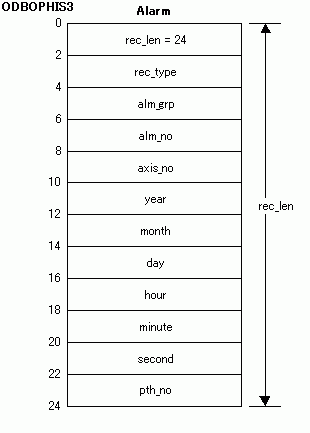 ODBOPHIS3
Alarm
0
rec_len = 24
2
rec_type
4
alm_grp
6
alm_no
8
axis_no
10
year
12
month
rec_len
14
day
16
hour
18
minute
20
second
22
pth_no
24